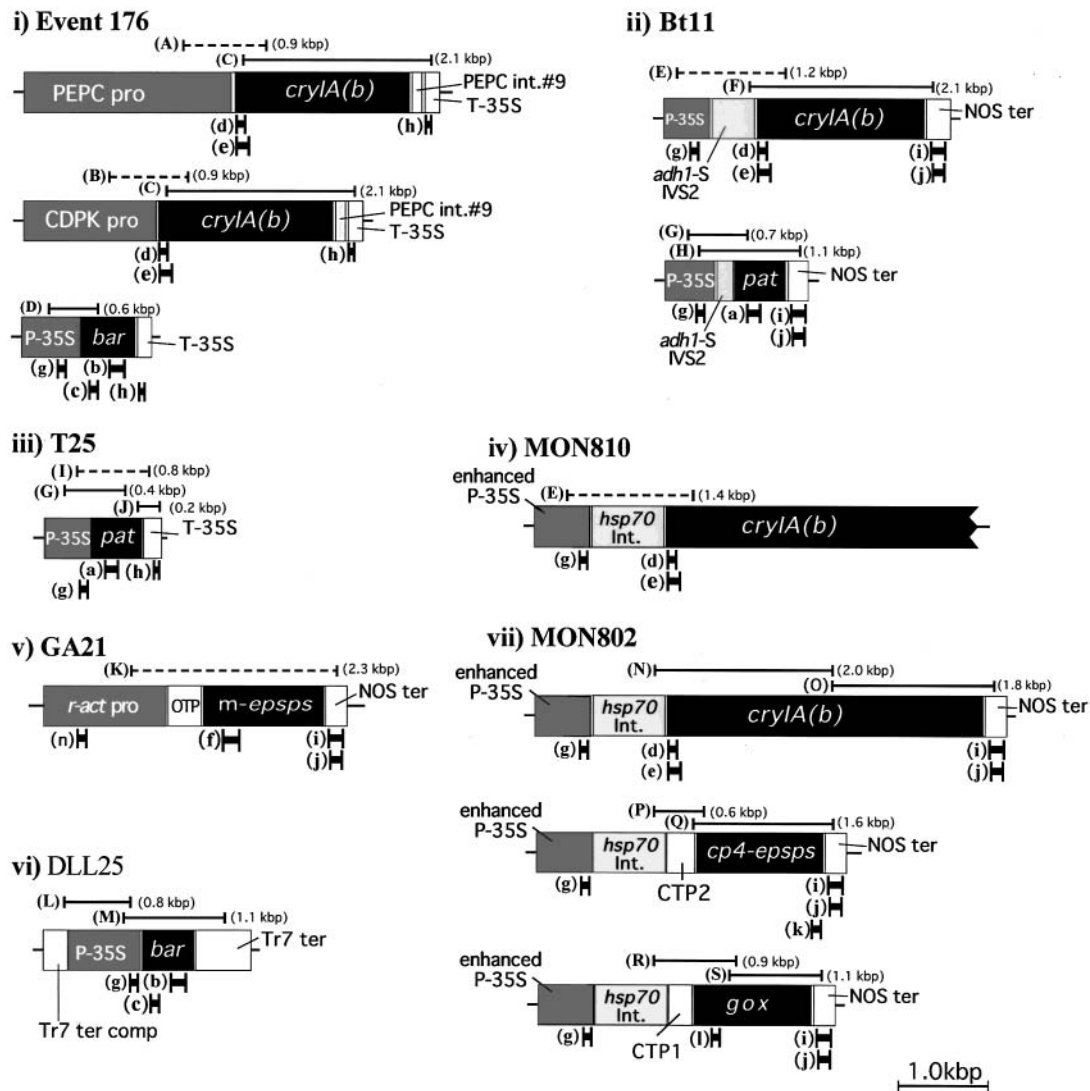 i) Event 176
(A) (0.9 kbp)
(C) (2.1 kbp)
PEPC pro cryIA(b) PEPC int.#9
T-35S
(d) (h)
(e)
(B) (0.9 kbp)
(C) (2.1 kbp)
CDPK pro cryIA(b) PEPC int.#9
T-35S
(d) (h)
(e)
(D) (0.6 kbp)
P-35S bar T-35S
(g) (b)
(c) (h)
ii) Bt11
(E) (1.2 kbp)
(F) (2.1 kbp)
P-35S cryIA(b) NOS ter
(g) (d) (i)
adh1-S (e) (j)
IVS2
(G) (0.7 kbp)
(H) (1.1 kbp)
P-35S pat NOS ter
(g) (a) (i)
(j)
adh1-S
IVS2
iii) T25
(I) (0.8 kbp)
(G) (0.4 kbp)
(J) (0.2 kbp)
P-35S pat T-35S
(a) (h)
(g)
iv) MON810
enhanced
P-35S (E) (1.4 kbp)
hsp70
Int. cryIA(b)
(g) (d)
(e)
v) GA21
(K) (2.3 kbp)
r-act pro OTP m-epsps NOS ter
(n) (f) (i)
(j)
vi) DLL25
(L) (0.8 kbp)
(M) (1.1 kbp)
P-35S bar Tr7 ter
(g) (b)
(c)
Tr7 ter comp
vii) MON802
enhanced
P-35S (N) (2.0 kbp)
(O) (1.8 kbp)
hsp70
Int. cryIA(b) NOS ter
(g) (d) (i)
(e) (j)
enhanced
P-35S (P) (0.6 kbp)
(Q) (1.6 kbp)
hsp70
Int. cp4-epsps NOS ter
(g) CTP2 (i)
(j)
(k)
enhanced
P-35S (R) (0.9 kbp)
(S) (1.1 kbp)
hsp70
Int. gox NOS ter
(g) CTP1 (l) (i)
(j)
1.0kbp